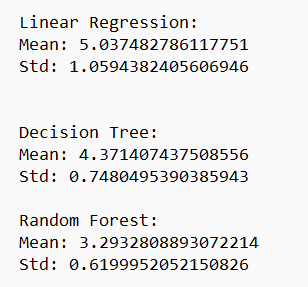 Linear Regression:
Mean: 5.037482786117751
Std: 1.0594382405606946
Decision Tree:
Mean: 4.371407437508556
Std: 0.7480495390385943
Random Forest:
Mean: 3.2932808893072214
Std: 0.6199952052150826